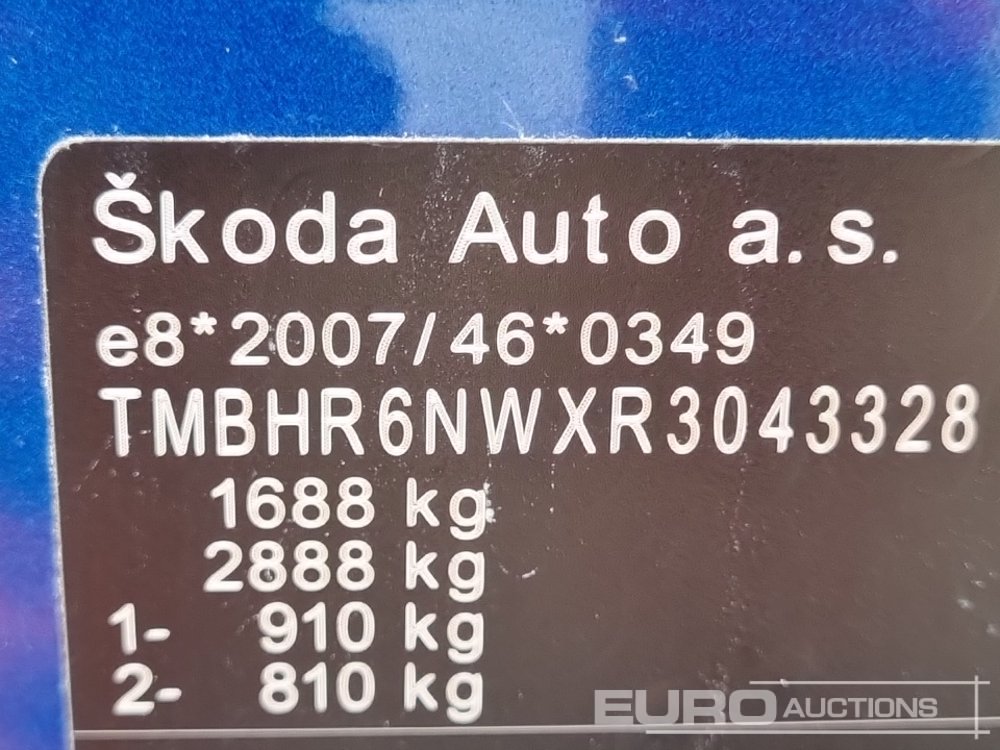 Škoda Auto a.s.
e8*2007/46*0349
TMBHR6NWXR3043328
1688 kg
2888 kg
1- 910 kg
2- 810 kg
EURO AUCTIONS